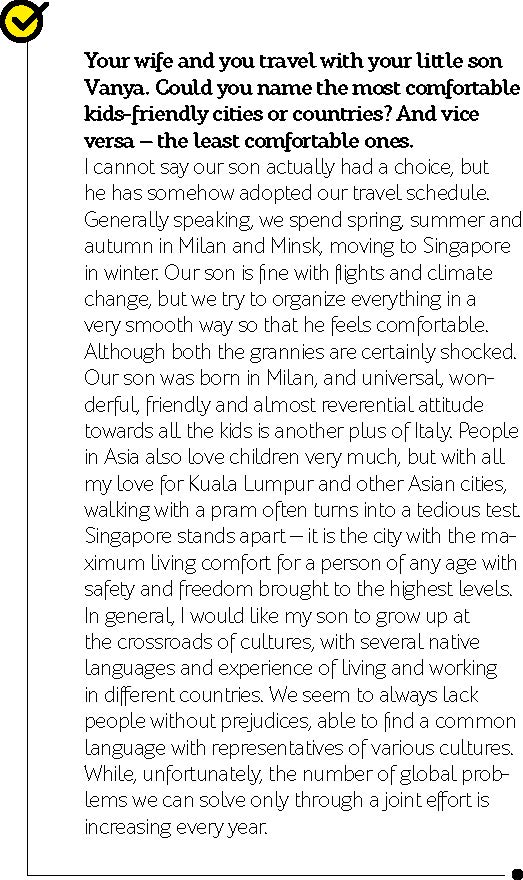 Your wife and you travel with your little son
Vanya. Could you name the most comfortable
kids-friendly cities or countries? And vice
versa – the least comfortable ones.
I cannot say our son actually had a choice, but
he has somehow adopted our travel schedule.
Generally speaking, we spend spring, summer and
autumn in Milan and Minsk, moving to Singapore
in winter. Our son is fine with flights and climate
change, but we try to organize everything in a
very smooth way so that he feels comfortable.
Although both the grannies are certainly shocked.
Our son was born in Milan, and universal, won-
derful, friendly and almost reverential attitude
towards all the kids is another plus of Italy. People
in Asia also love children very much, but with all
my love for Kuala Lumpur and other Asian cities,
walking with a pram often turns into a tedious test.
Singapore stands apart – it is the city with the ma-
ximum living comfort for a person of any age with
safety and freedom brought to the highest levels.
In general, I would like my son to grow up at
the crossroads of cultures, with several native
languages and experience of living and working
in different countries. We seem to always lack
people without prejudices, able to find a common
language with representatives of various cultures.
While, unfortunately, the number of global prob-
lems we can solve only through a joint effort is
increasing every year.